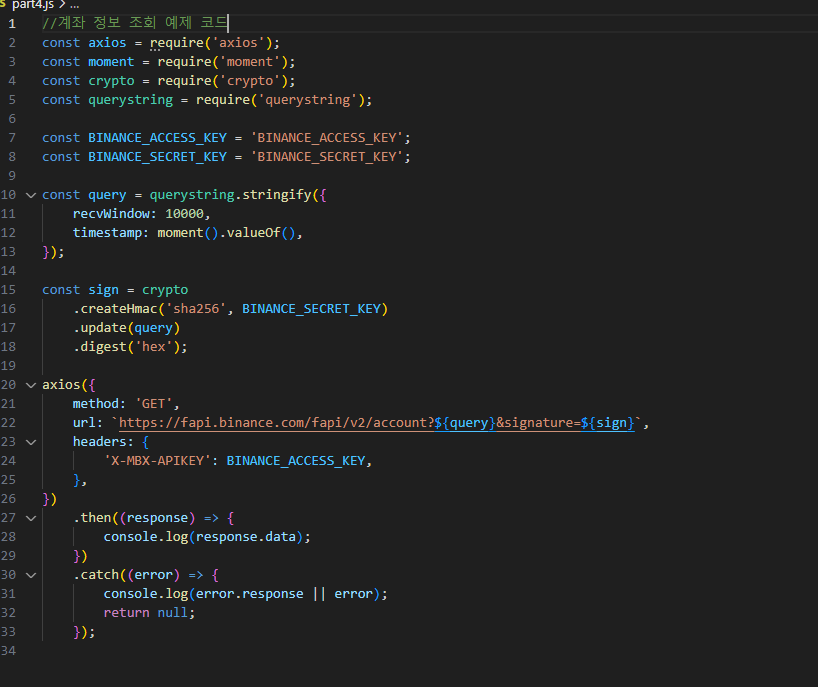 part4.js > ...
1 //계좌 정보 조회 예제 코드
2 const axios = require('axios');
3 const moment = require('moment');
4 const crypto = require('crypto');
5 const querystring = require('querystring');
6
7 const BINANCE_ACCESS_KEY = 'BINANCE_ACCESS_KEY';
8 const BINANCE_SECRET_KEY = 'BINANCE_SECRET_KEY';
9
10 const query = querystring.stringify({
11     recvWindow: 10000,
12     timestamp: moment().valueOf(),
13 });
14
15 const sign = crypto
16     .createHmac('sha256', BINANCE_SECRET_KEY)
17     .update(query)
18     .digest('hex');
19
20 axios({
21     method: 'GET',
22     url: `https://fapi.binance.com/fapi/v2/account?${query}&signature=${sign}`,
23     headers: {
24         'X-MBX-APIKEY': BINANCE_ACCESS_KEY,
25     },
26 })
27     .then((response) => {
28         console.log(response.data);
29     })
30     .catch((error) => {
31         console.log(error.response || error);
32         return null;
33     });
34